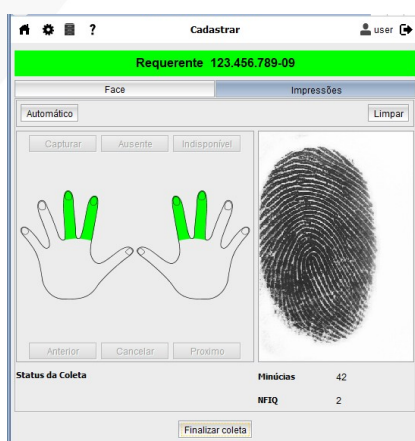 ? Cadastrar user
Requerente 123.456.789-09
Face Impressões
Automático Limpar
Capturar Ausente Indisponível
Anterior Cancelar Proximo
Status da Coleta Minúcias 42
NFIQ 2
Finalizar coleta